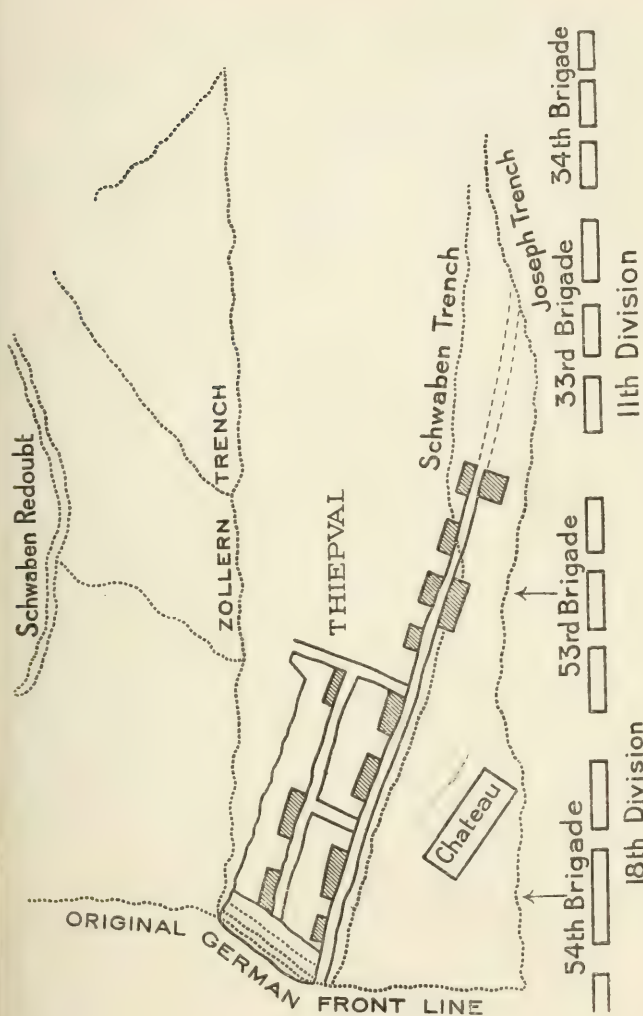 Schwaben Redoubt
ZOLLERN TRENCH
THIEPVAL
Schwaben Trench
Joseph Trench
Chateau
ORIGINAL GERMAN FRONT LINE
54th Brigade
53rd Brigade
33rd Brigade
34th Brigade
18th Division
11th Division